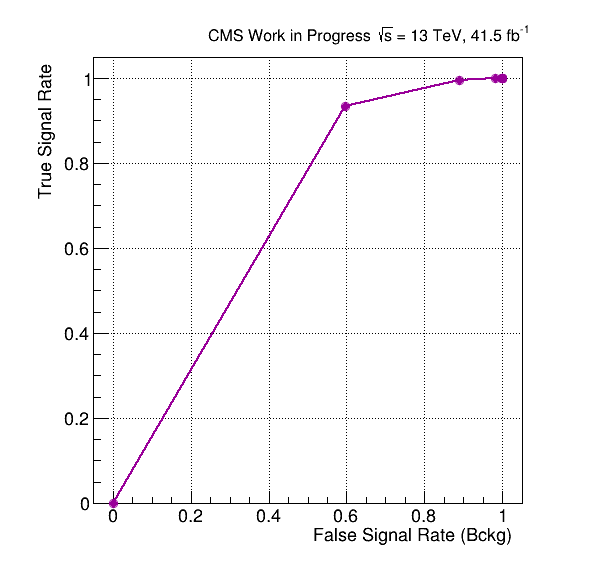 CMS Work in Progress √s = 13 TeV, 41.5 fb⁻¹
True Signal Rate
1
0.8
0.6
0.4
0.2
0
0 0.2 0.4 0.6 0.8 1
False Signal Rate (Bckg)